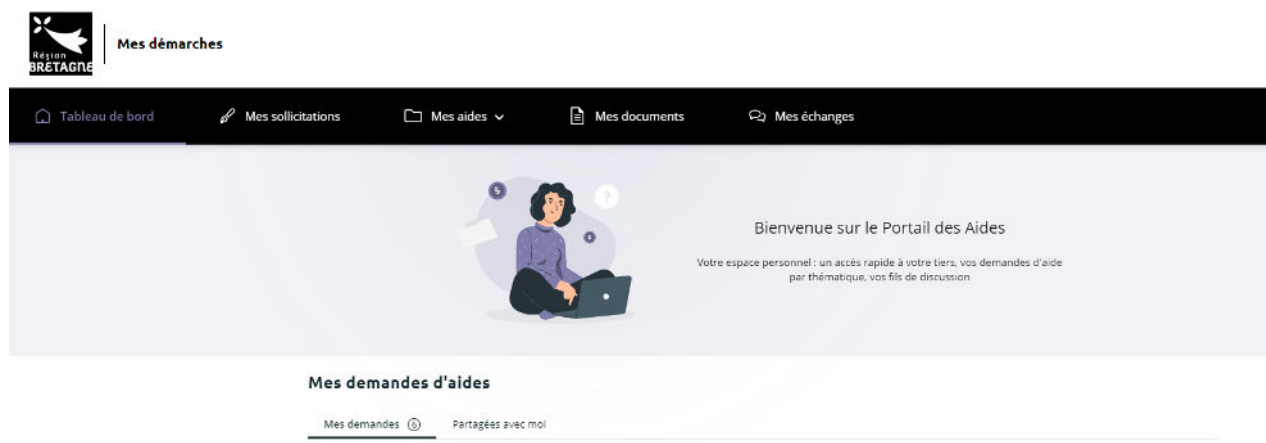 Région
BRETAGNE
Mes démarches
Tableau de bord
Mes sollicitations
Mes aides
Mes documents
Mes échanges
?
Bienvenue sur le Portail des Aides
Votre espace personnel : un accès rapide à votre tiers, vos demandes d'aide
par thématique, vos fils de discussion
Mes demandes d'aides
Mes demandes 6
Partagées avec moi